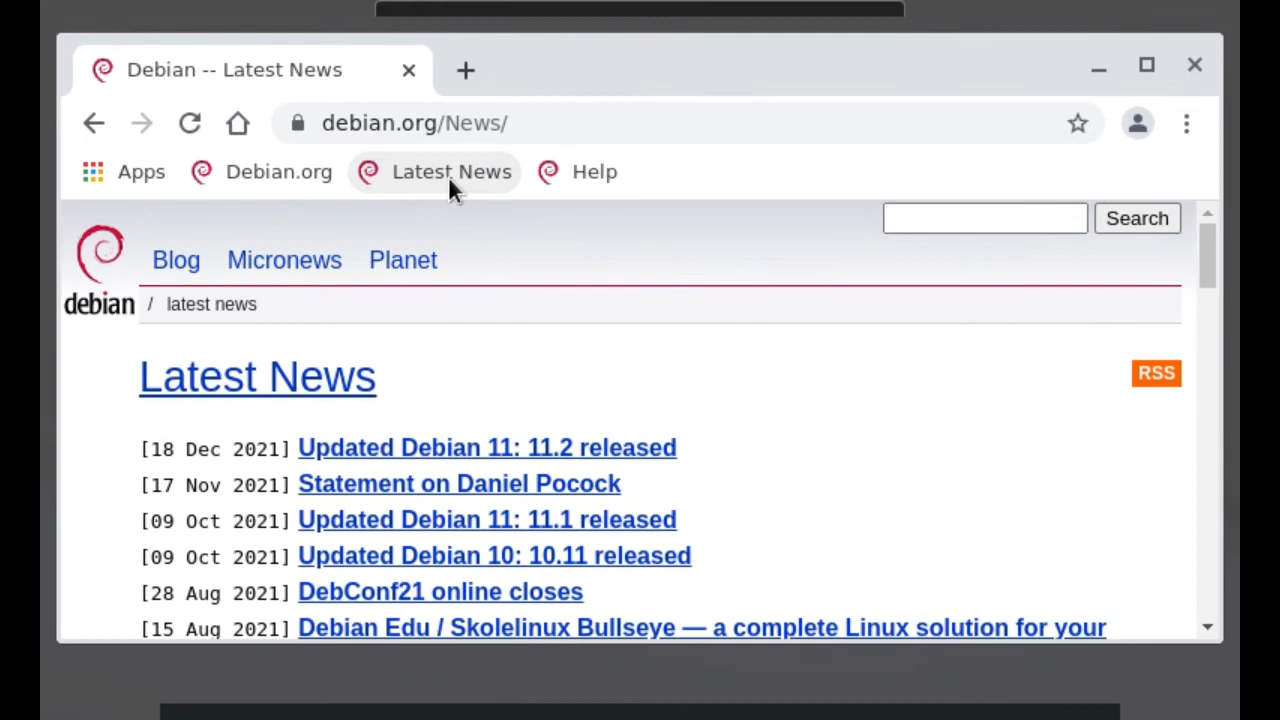 Debian -- Latest News
debian.org/News/
Apps Debian.org Latest News Help
Search
Blog Micronews Planet
debian / latest news
Latest News
RSS
[18 Dec 2021] Updated Debian 11: 11.2 released
[17 Nov 2021] Statement on Daniel Pocock
[09 Oct 2021] Updated Debian 11: 11.1 released
[09 Oct 2021] Updated Debian 10: 10.11 released
[28 Aug 2021] DebConf21 online closes
[15 Aug 2021] Debian Edu / Skolelinux Bullseye — a complete Linux solution for your